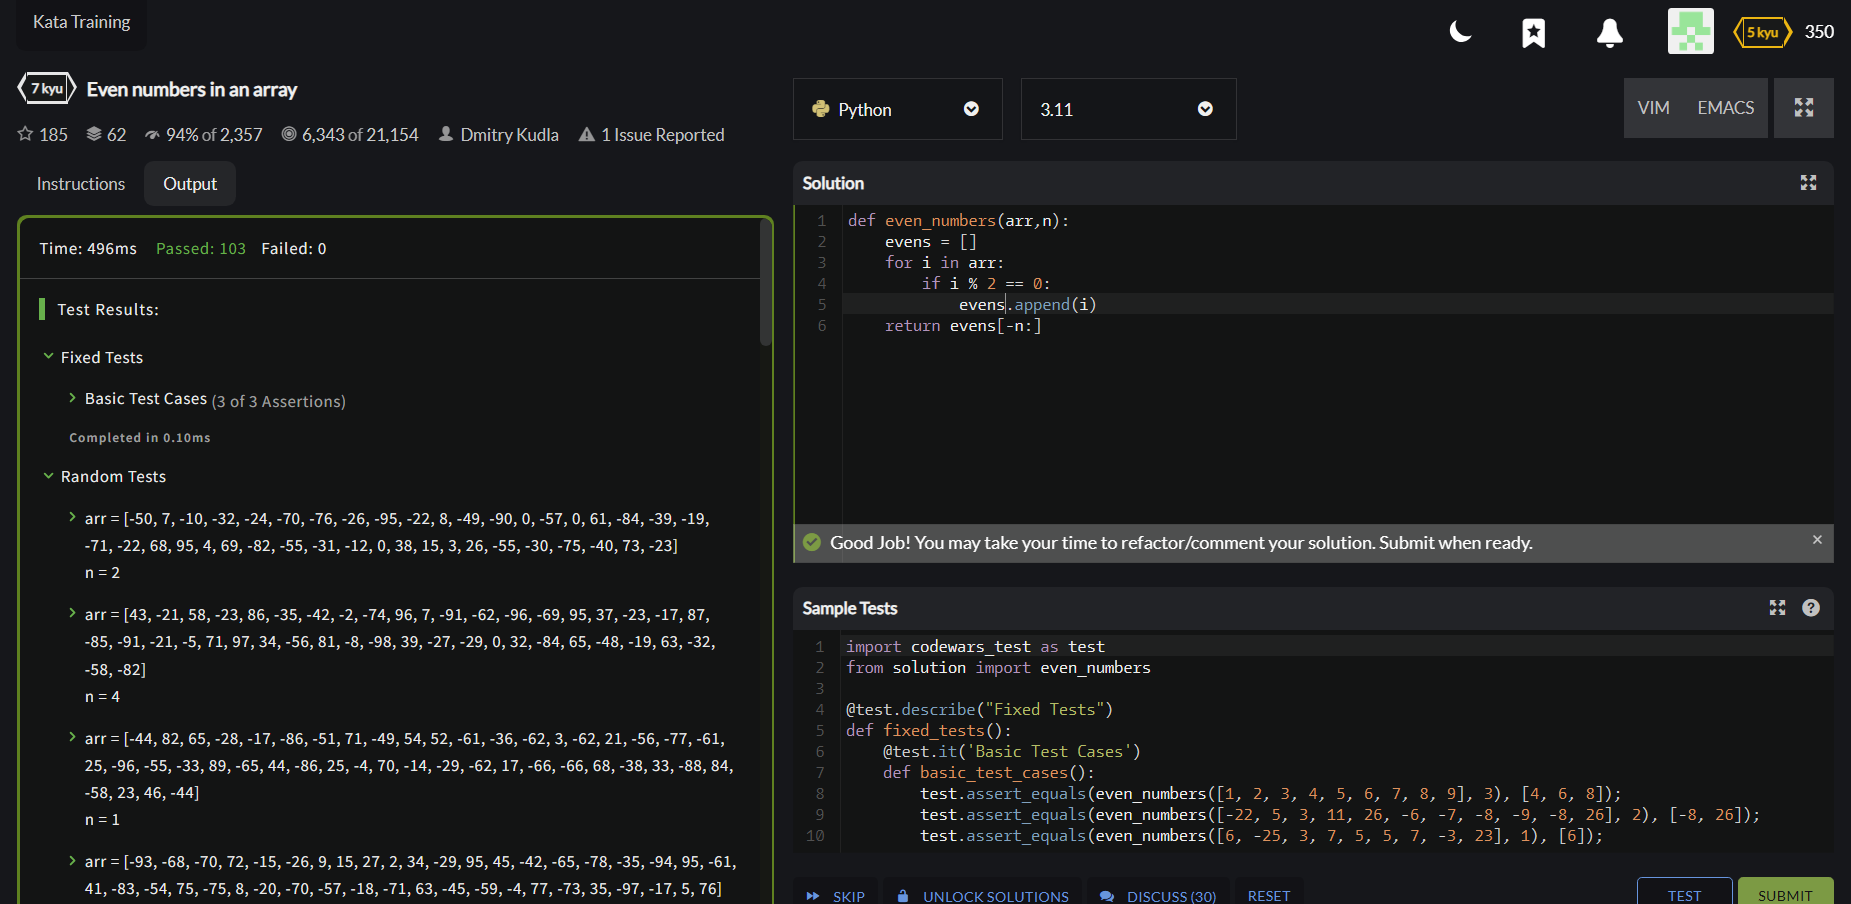 Kata Training
5 kyu 350
7 kyu Even numbers in an array
185 62 94% of 2,357 6,343 of 21,154 Dmitry Kudla 1 Issue Reported
Instructions Output
Time: 496ms Passed: 103 Failed: 0
Test Results:
Fixed Tests
Basic Test Cases (3 of 3 Assertions)
Completed in 0.10ms
Random Tests
arr = [-50, 7, -10, -32, -24, -70, -76, -26, -95, -22, 8, -49, -90, 0, -57, 0, 61, -84, -39, -19,
-71, -22, 68, 95, 4, 69, -82, -55, -31, -12, 0, 38, 15, 3, 26, -55, -30, -75, -40, 73, -23]
n = 2
arr = [43, -21, 58, -23, 86, -35, -42, -2, -74, 96, 7, -91, -62, -96, -69, 95, 37, -23, -17, 87,
-85, -91, -21, -5, 71, 97, 34, -56, 81, -8, -98, 39, -27, -29, 0, 32, -84, 65, -48, -19, 63, -32,
-58, -82]
n = 4
arr = [-44, 82, 65, -28, -17, -86, -51, 71, -49, 54, 52, -61, -36, -62, 3, -62, 21, -56, -77, -61,
25, -96, -55, -33, 89, -65, 44, -86, 25, -4, 70, -14, -29, -62, 17, -66, -66, 68, -38, 33, -88, 84,
-58, 23, 46, -44]
n = 1
arr = [-93, -68, -70, 72, -15, -26, 9, 15, 27, 2, 34, -29, 95, 45, -42, -65, -78, -35, -94, 95, -61,
41, -83, -54, 75, -75, 8, -20, -70, -57, -18, -71, 63, -45, -59, -4, 77, -73, 35, -97, -17, 5, 76]
Python 3.11 VIM EMACS
Solution
1 def even_numbers(arr,n):
2 evens = []
3 for i in arr:
4 if i % 2 == 0:
5 evens.append(i)
6 return evens[-n:]
Good Job! You may take your time to refactor/comment your solution. Submit when ready. ×
Sample Tests ?
1 import codewars_test as test
2 from solution import even_numbers
3
4 @test.describe("Fixed Tests")
5 def fixed_tests():
6 @test.it('Basic Test Cases')
7 def basic_test_cases():
8 test.assert_equals(even_numbers([1, 2, 3, 4, 5, 6, 7, 8, 9], 3), [4, 6, 8]);
9 test.assert_equals(even_numbers([-22, 5, 3, 11, 26, -6, -7, -8, -9, -8, 26], 2), [-8, 26]);
10 test.assert_equals(even_numbers([6, -25, 3, 7, 5, 5, 7, -3, 23], 1), [6]);
SKIP UNLOCK SOLUTIONS DISCUSS (30) RESET TEST SUBMIT